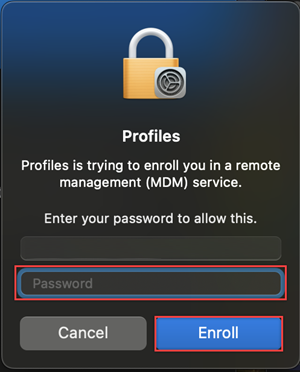 Profiles
Profiles is trying to enroll you in a remote
management (MDM) service.
Enter your password to allow this.
Password
Cancel
Enroll